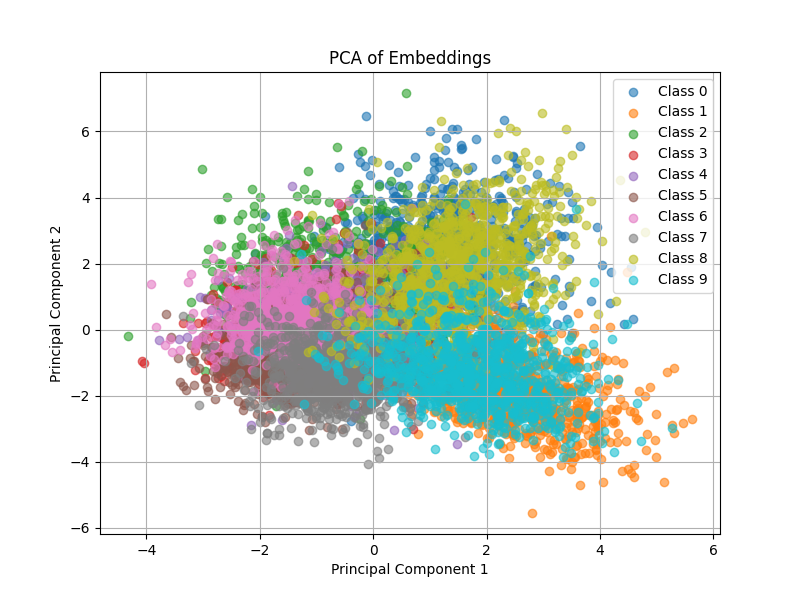 PCA of Embeddings
Class 0
Class 1
Class 2
Class 3
Class 4
Class 5
Class 6
Class 7
Class 8
Class 9
Principal Component 2
6
4
2
0
−2
−4
−6
−4
−2
0
2
4
6
Principal Component 1